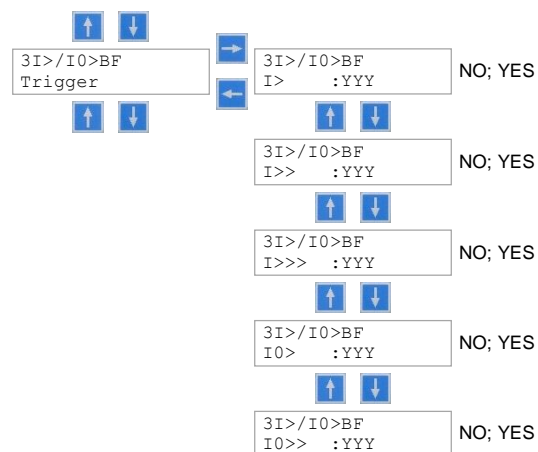 3I>/I0>BF
Trigger
3I>/I0>BF
I> :YYY
NO; YES
3I>/I0>BF
I>> :YYY
NO; YES
3I>/I0>BF
I>>> :YYY
NO; YES
3I>/I0>BF
I0> :YYY
NO; YES
3I>/I0>BF
I0>> :YYY
NO; YES